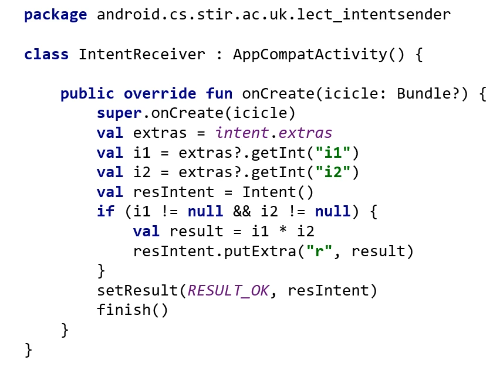 package android.cs.stir.ac.uk.lect_intentsender
class IntentReceiver : AppCompatActivity() {
public override fun onCreate(icicle: Bundle?) {
super.onCreate(icicle)
val extras = intent.extras
val i1 = extras?.getInt("i1")
val i2 = extras?.getInt("i2")
val resIntent = Intent()
if (i1 != null && i2 != null) {
val result = i1 * i2
resIntent.putExtra("r", result)
}
setResult(RESULT_OK, resIntent)
finish()
}
}